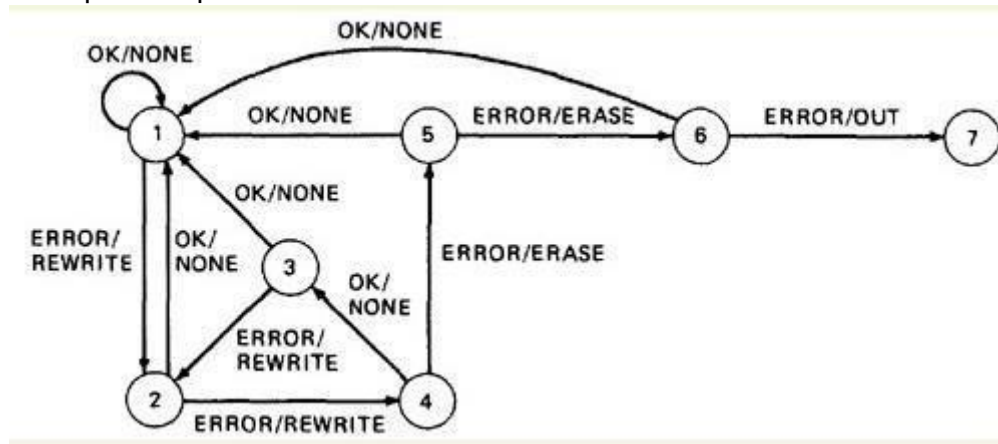 OK/NONE
OK/NONE
OK/NONE
ERROR/ERASE
ERROR/OUT
1
5
6
7
OK/NONE
ERROR/
REWRITE
OK/
NONE
3
OK/
NONE
ERROR/ERASE
ERROR/
REWRITE
2
4
ERROR/REWRITE